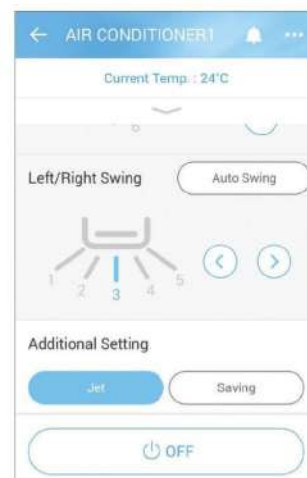 AIR CONDITIONER1
Current Temp. : 24°C
6
Left/Right Swing
Auto Swing
1 2 3 4 5
Additional Setting
Jet
Saving
OFF